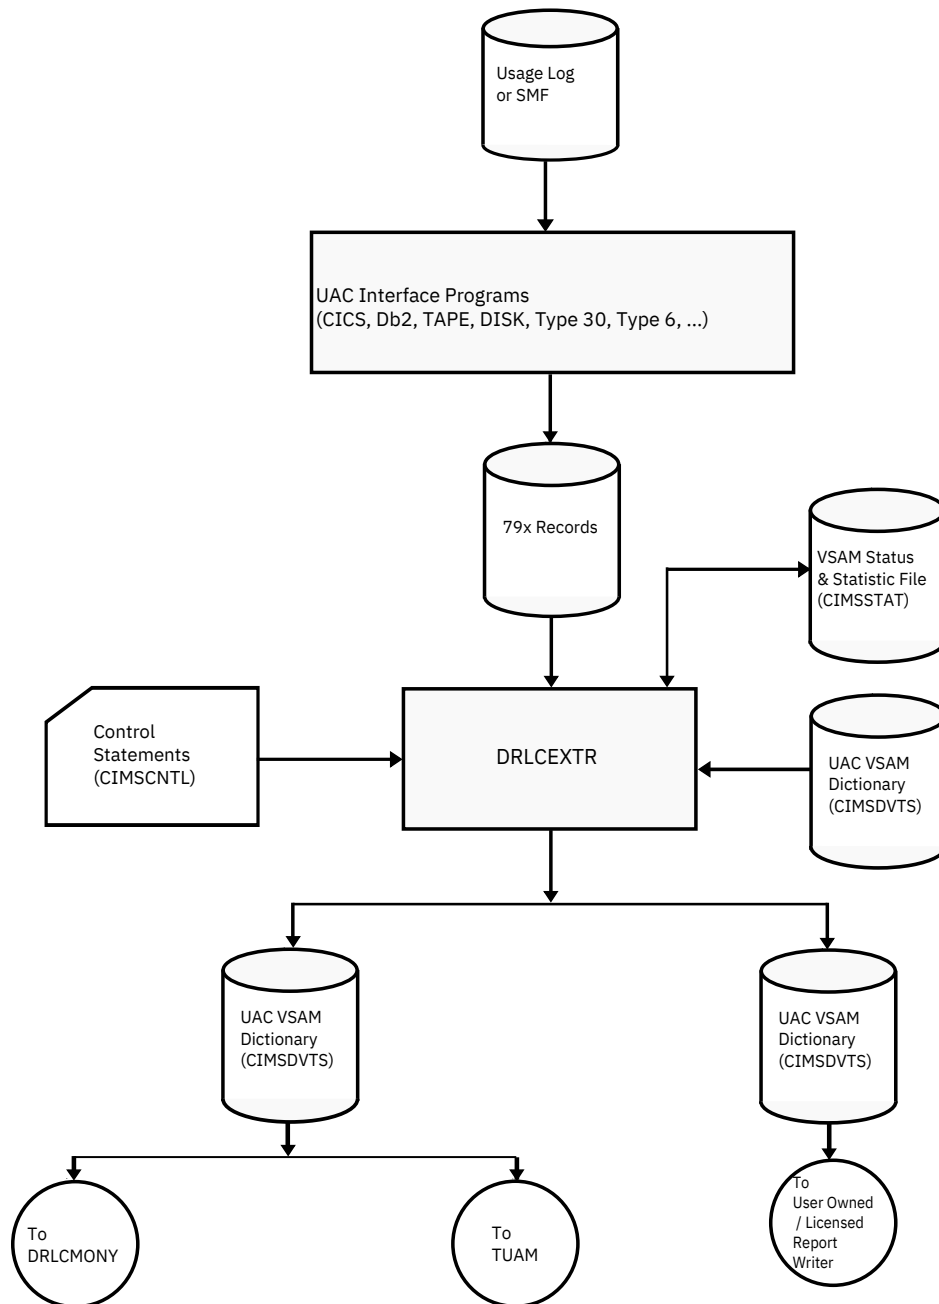 Usage Log
or SMF
UAC Interface Programs
(CICS, Db2, TAPE, DISK, Type 30, Type 6, ...)
79x Records
VSAM Status
& Statistic File
(CIMSSTAT)
Control
Statements
(CIMSCNTL)
DRLCEXTR
UAC VSAM
Dictionary
(CIMSDVTS)
UAC VSAM
Dictionary
(CIMSDVTS)
UAC VSAM
Dictionary
(CIMSDVTS)
To
DRLCMONY
To
TUAM
To
User Owned
/ Licensed
Report
Writer